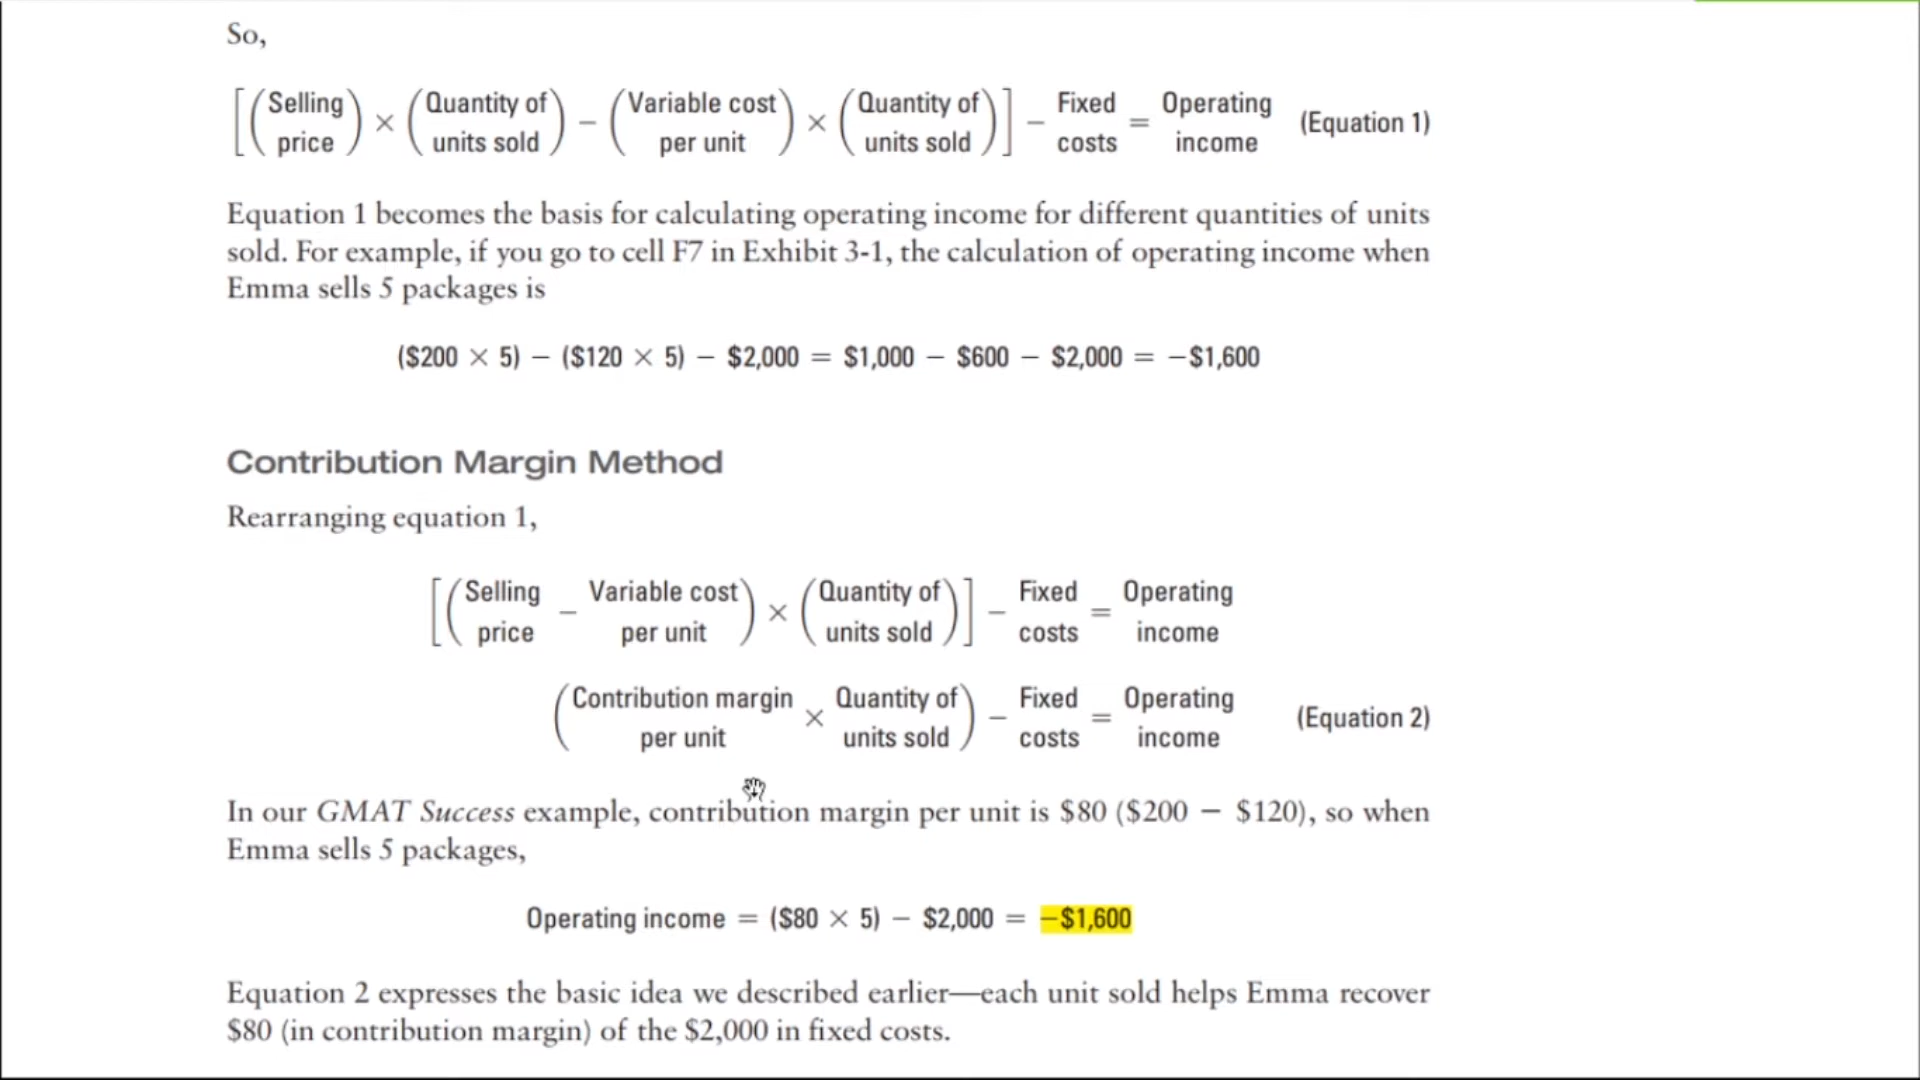 So,
[(Selling price) × (Quantity of units sold) − (Variable cost per unit) × (Quantity of units sold)] − Fixed costs = Operating income (Equation 1)
Equation 1 becomes the basis for calculating operating income for different quantities of units
sold. For example, if you go to cell F7 in Exhibit 3-1, the calculation of operating income when
Emma sells 5 packages is
($200 × 5) − ($120 × 5) − $2,000 = $1,000 − $600 − $2,000 = −$1,600
Contribution Margin Method
Rearranging equation 1,
[(Selling price − Variable cost per unit) × (Quantity of units sold)] − Fixed costs = Operating income
(Contribution margin per unit × Quantity of units sold) − Fixed costs = Operating income (Equation 2)
In our GMAT Success example, contribution margin per unit is $80 ($200 − $120), so when
Emma sells 5 packages,
Operating income = ($80 × 5) − $2,000 = −$1,600
Equation 2 expresses the basic idea we described earlier—each unit sold helps Emma recover
$80 (in contribution margin) of the $2,000 in fixed costs.